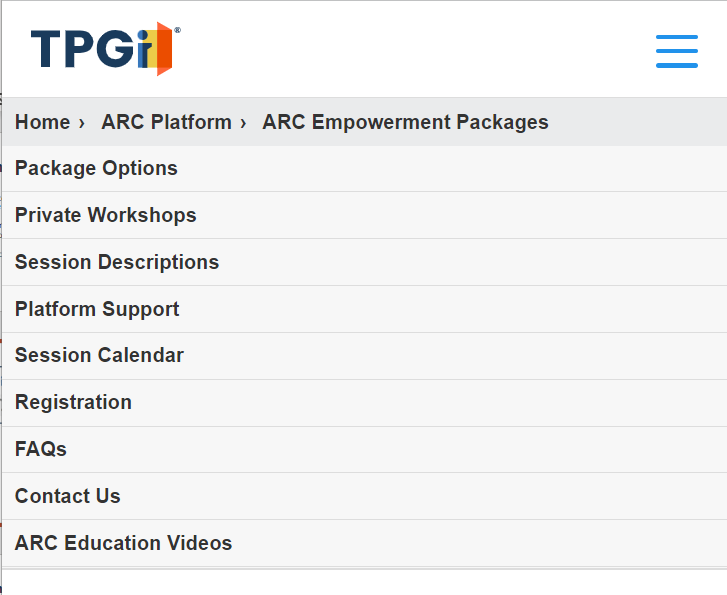 TPGi®
Home › ARC Platform › ARC Empowerment Packages
Package Options
Private Workshops
Session Descriptions
Platform Support
Session Calendar
Registration
FAQs
Contact Us
ARC Education Videos